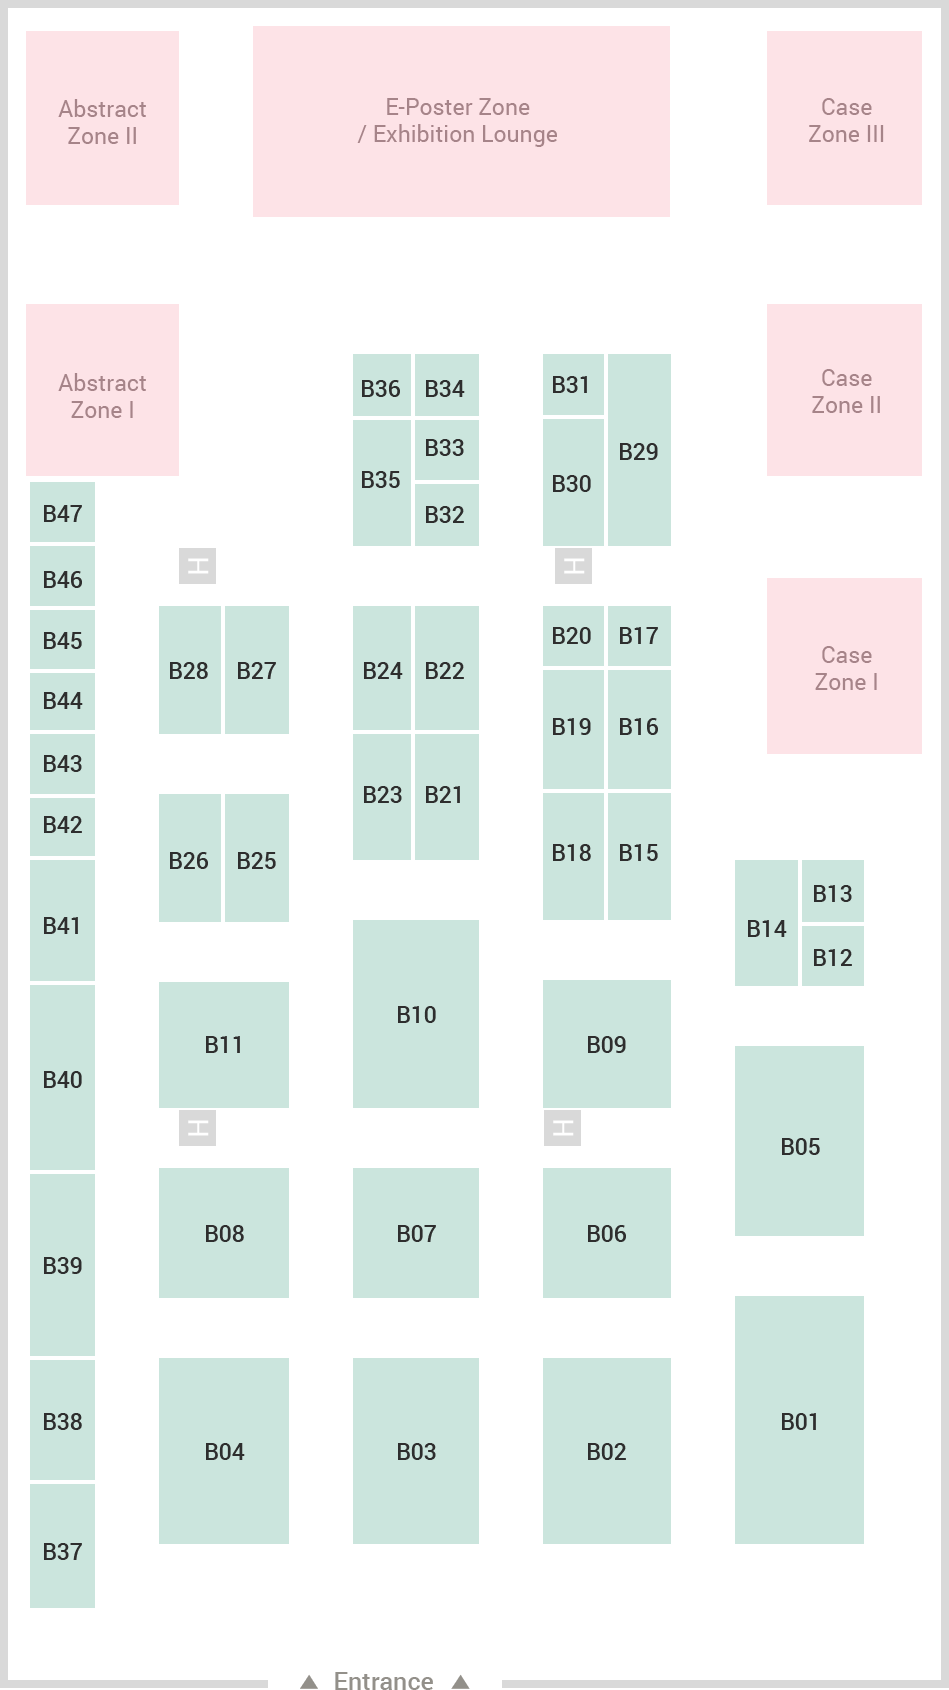 Abstract
Zone II
E-Poster Zone
/ Exhibition Lounge
Case
Zone III
Abstract
Zone I
Case
Zone II
B36
B34
B33
B35
B32
B31
B30
B29
B47
B46
B45
B44
B43
B42
B41
B40
B39
B38
B37
H
H
B28
B27
B24
B22
B23
B21
B20
B17
B19
B16
B18
B15
Case
Zone I
B26
B25
B14
B13
B12
B11
B10
B09
H
H
B05
B08
B07
B06
B04
B03
B02
B01
▲ Entrance ▲